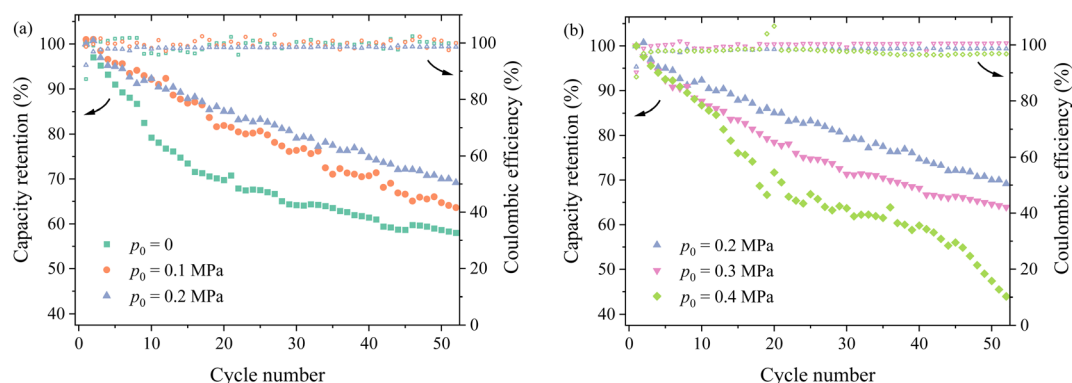 (a)
100
90
80
70
60
50
40
Capacity retention (%)
p₀ = 0
p₀ = 0.1 MPa
p₀ = 0.2 MPa
100
80
60
40
20
0
Coulombic efficiency (%)
0 10 20 30 40 50
Cycle number
(b)
100
90
80
70
60
50
40
Capacity retention (%)
p₀ = 0.2 MPa
p₀ = 0.3 MPa
p₀ = 0.4 MPa
100
80
60
40
20
0
Coulombic efficiency (%)
0 10 20 30 40 50
Cycle number